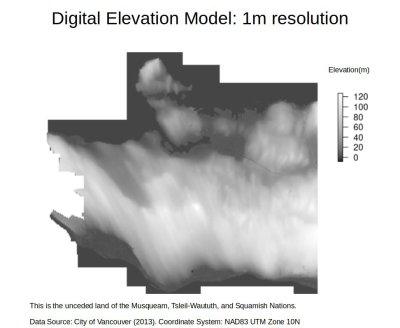 Digital Elevation Model: 1m resolution
Elevation(m)
120
100
80
60
40
20
0
This is the unceded land of the Musqueam, Tsleil-Waututh, and Squamish Nations.
Data Source: City of Vancouver (2013). Coordinate System: NAD83 UTM Zone 10N